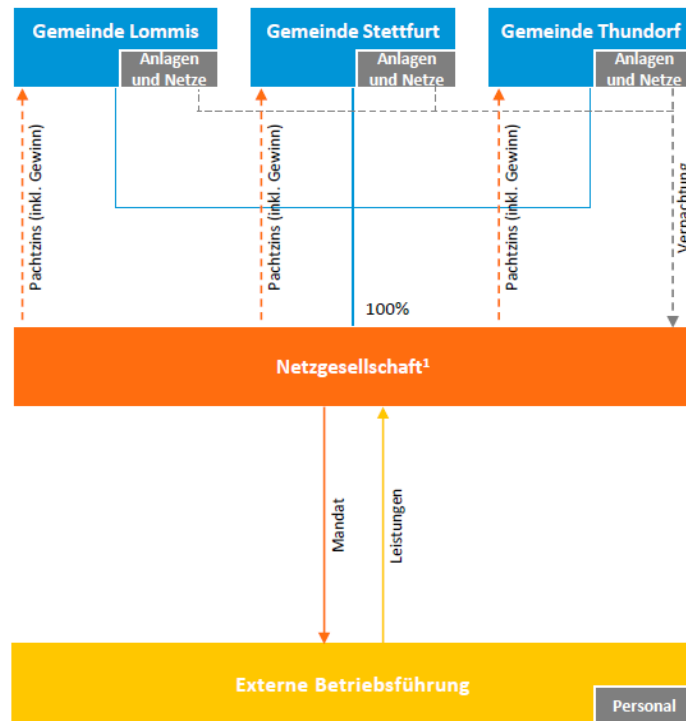 Gemeinde Lommis
Anlagen
und Netze
Gemeinde Stettfurt
Anlagen
und Netze
Gemeinde Thundorf
Anlagen
und Netze
Pachtzins (inkl. Gewinn)
Pachtzins (inkl. Gewinn)
Pachtzins (inkl. Gewinn)
Verpachtung
100%
Netzgesellschaft¹
Mandat
Leistungen
Externe Betriebsführung
Personal